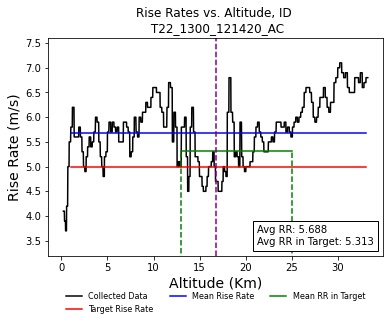 Rise Rates vs. Altitude, ID
T22_1300_121420_AC
Rise Rate (m/s)
7.5
7.0
6.5
6.0
5.5
5.0
4.5
4.0
3.5
Avg RR: 5.688
Avg RR in Target: 5.313
0 5 10 15 20 25 30
Altitude (Km)
Collected Data Mean Rise Rate Mean RR in Target
Target Rise Rate